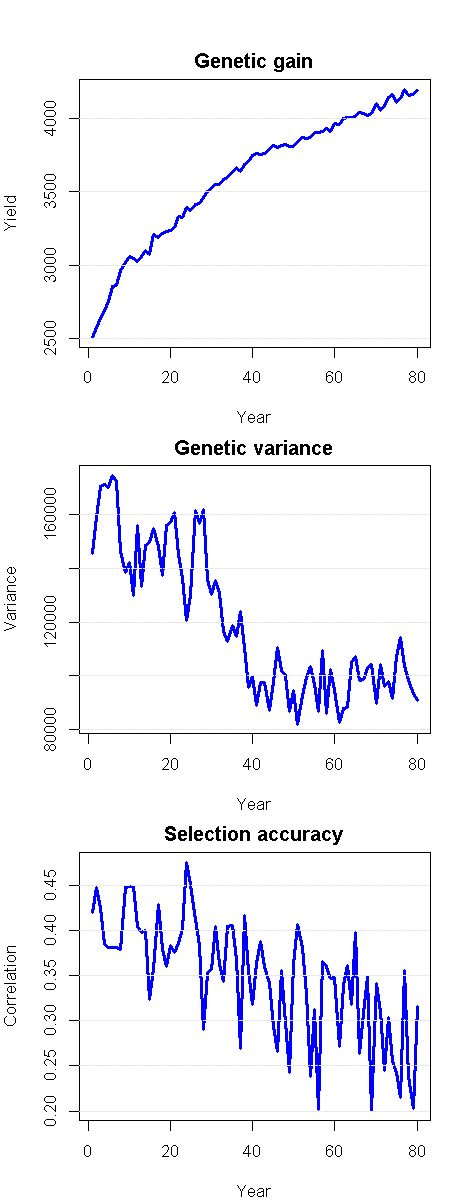 Genetic gain
Yield
4000
3500
3000
2500
0 20 40 60 80
Year
Genetic variance
Variance
160000
120000
80000
0 20 40 60 80
Year
Selection accuracy
Correlation
0.45
0.40
0.35
0.30
0.25
0.20
0 20 40 60 80
Year